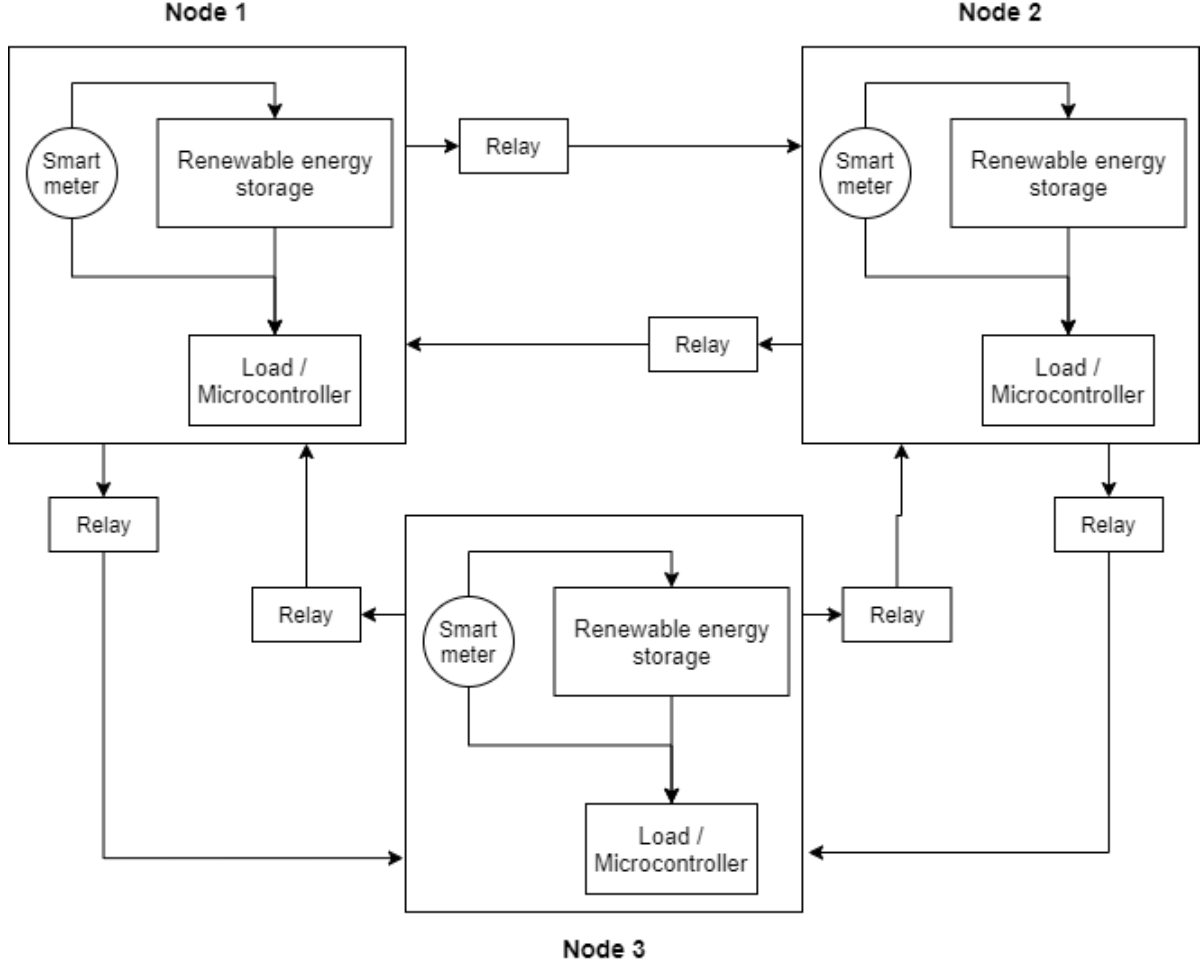 Node 1
Node 2
Smart
meter
Renewable energy
storage
Load /
Microcontroller
Relay
Relay
Smart
meter
Renewable energy
storage
Load /
Microcontroller
Relay
Relay
Smart
meter
Renewable energy
storage
Load /
Microcontroller
Relay
Relay
Node 3